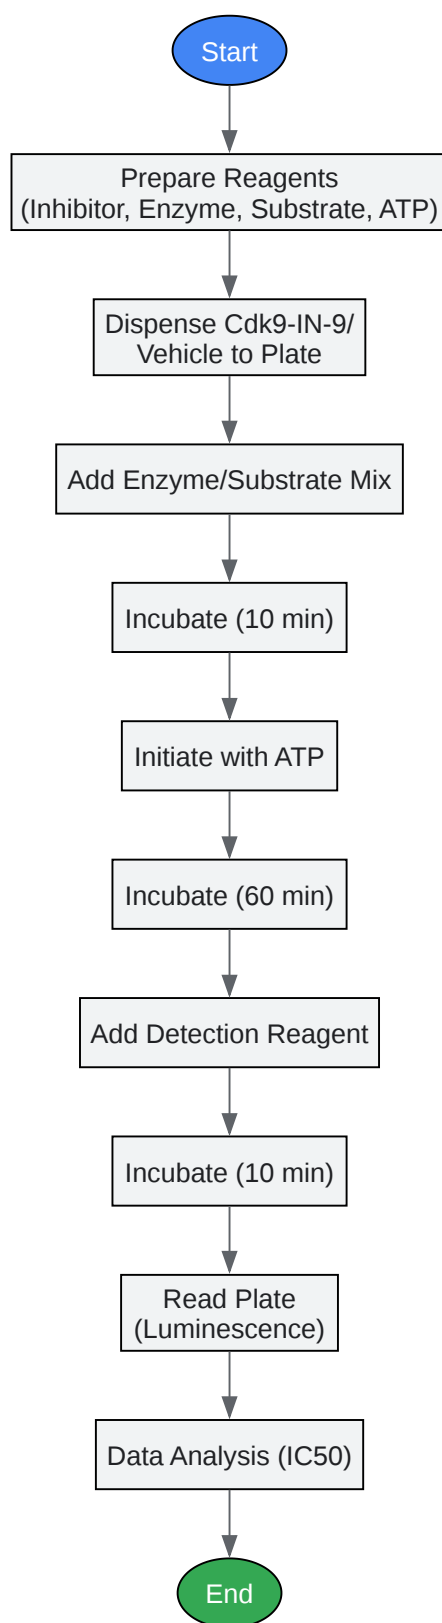 Start
Prepare Reagents
(Inhibitor, Enzyme, Substrate, ATP)
Dispense Cdk9-IN-9/
Vehicle to Plate
Add Enzyme/Substrate Mix
Incubate (10 min)
Initiate with ATP
Incubate (60 min)
Add Detection Reagent
Incubate (10 min)
Read Plate
(Luminescence)
Data Analysis (IC50)
End